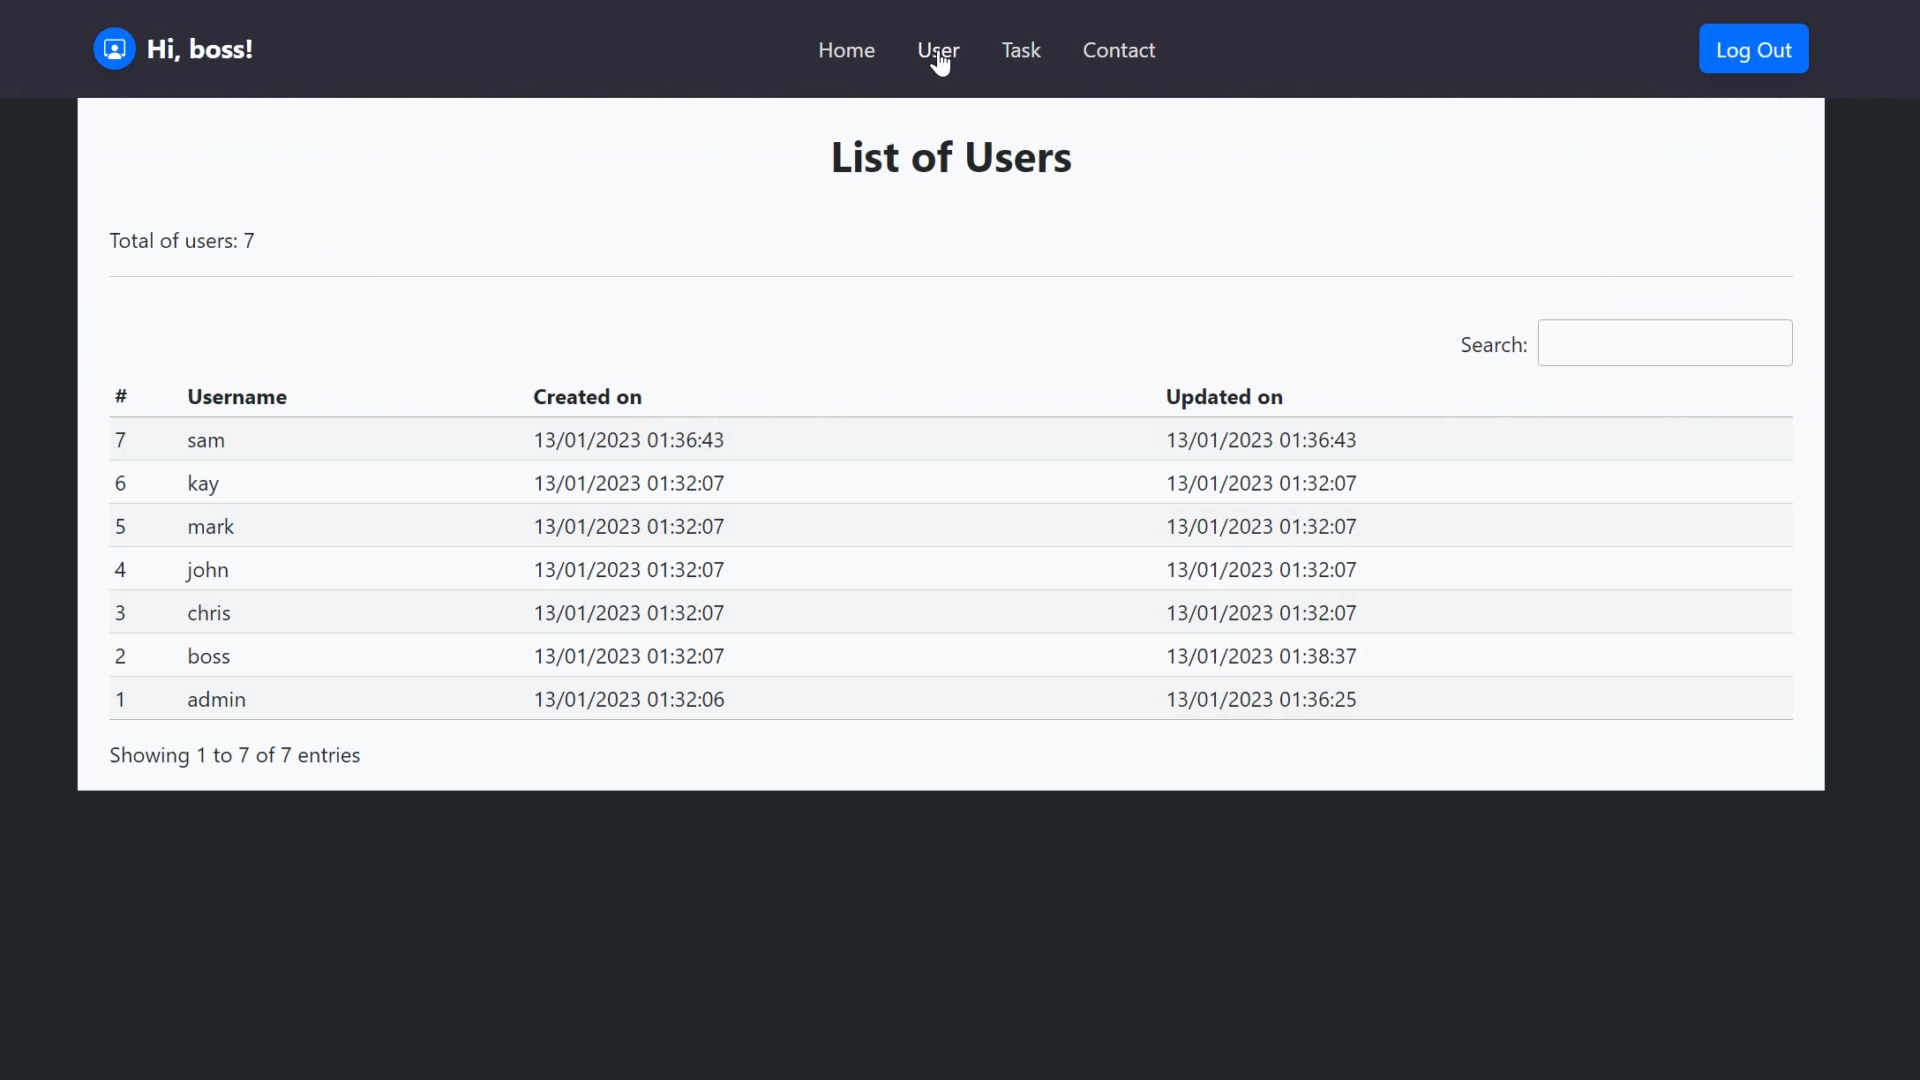 Hi, boss!
Home User Task Contact
Log Out
List of Users
Total of users: 7
Search:
# Username Created on Updated on
7 sam 13/01/2023 01:36:43 13/01/2023 01:36:43
6 kay 13/01/2023 01:32:07 13/01/2023 01:32:07
5 mark 13/01/2023 01:32:07 13/01/2023 01:32:07
4 john 13/01/2023 01:32:07 13/01/2023 01:32:07
3 chris 13/01/2023 01:32:07 13/01/2023 01:32:07
2 boss 13/01/2023 01:32:07 13/01/2023 01:38:37
1 admin 13/01/2023 01:32:06 13/01/2023 01:36:25
Showing 1 to 7 of 7 entries